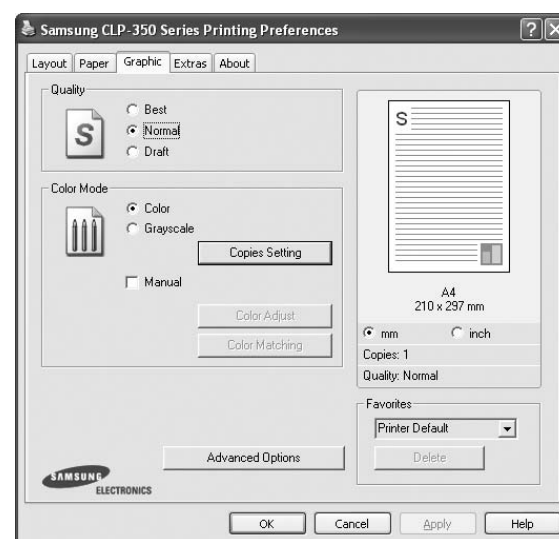 Samsung CLP-350 Series Printing Preferences
Layout Paper Graphic Extras About
Quality
Best
S
Normal
Draft
Color Mode
Color
Grayscale
Copies Setting
Manual
Color Adjust
Color Matching
Advanced Options
SAMSUNG
ELECTRONICS
S
A4
210 x 297 mm
mm inch
Copies: 1
Quality: Normal
Favorites
Printer Default
Delete
OK Cancel Apply Help